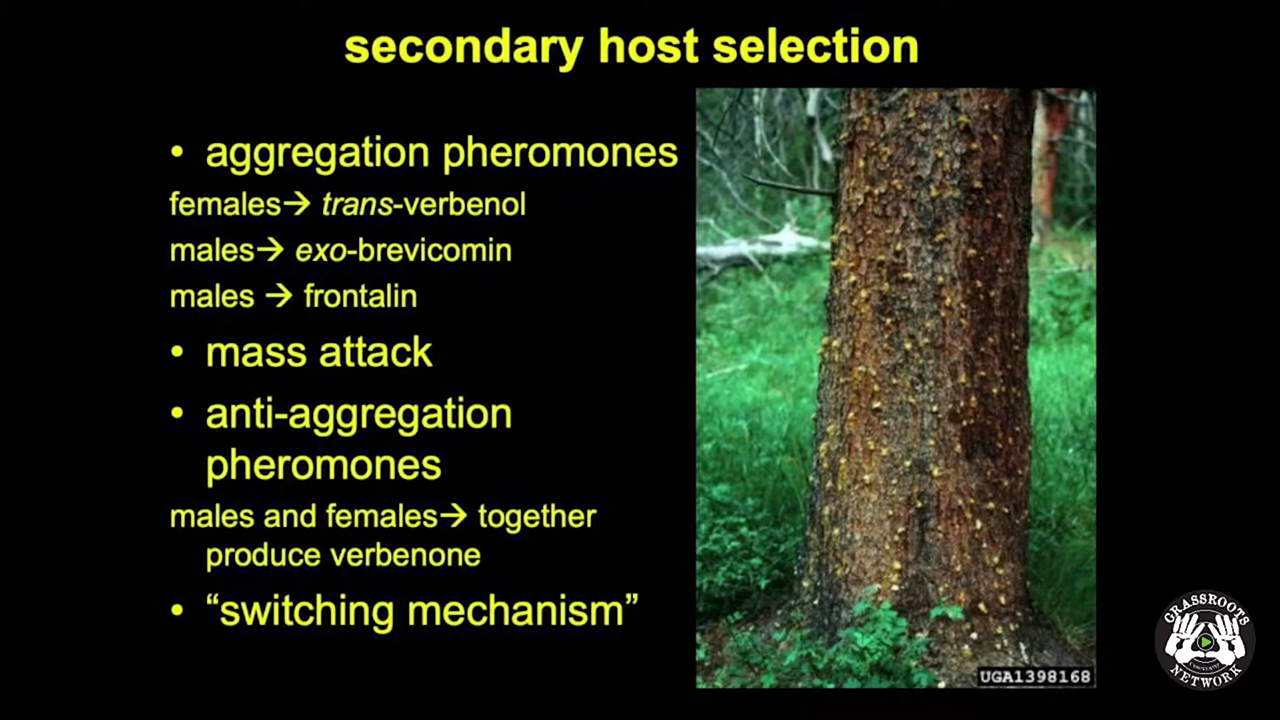 secondary host selection
• aggregation pheromones
females→ trans-verbenol
males→ exo-brevicomin
males → frontalin
• mass attack
• anti-aggregation
pheromones
males and females→ together
produce verbenone
• “switching mechanism”
UGA1398168
GRASSROOTS
NETWORK